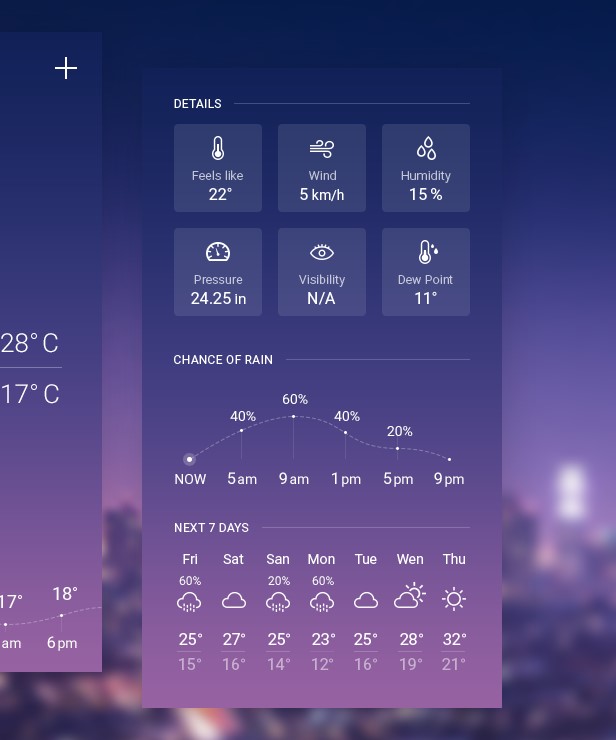 28° C
17° C
17° 18°
am 6 pm
DETAILS
Feels like Wind Humidity
22° 5 km/h 15 %
Pressure Visibility Dew Point
24.25 in N/A 11°
CHANCE OF RAIN
60%
40% 40%
20%
NOW 5 am 9 am 1 pm 5 pm 9 pm
NEXT 7 DAYS
Fri Sat San Mon Tue Wen Thu
60% 20% 60%
25° 27° 25° 23° 25° 28° 32°
15° 16° 14° 12° 16° 19° 21°